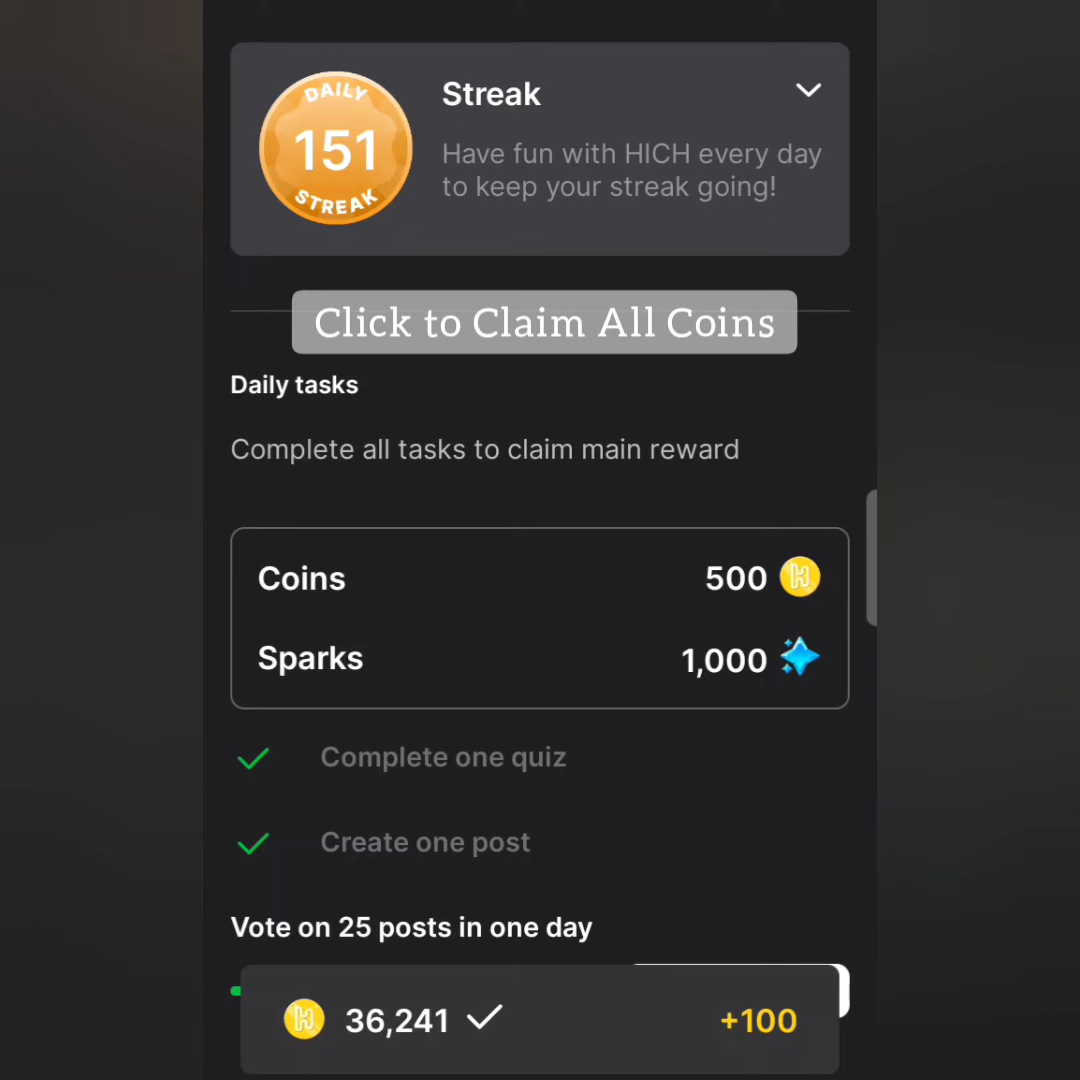 DAILY
151
STREAK
Streak
Have fun with HICH every day
to keep your streak going!
Click to Claim All Coins
Daily tasks
Complete all tasks to claim main reward
Coins 500
Sparks 1,000
Complete one quiz
Create one post
Vote on 25 posts in one day
36,241 +100